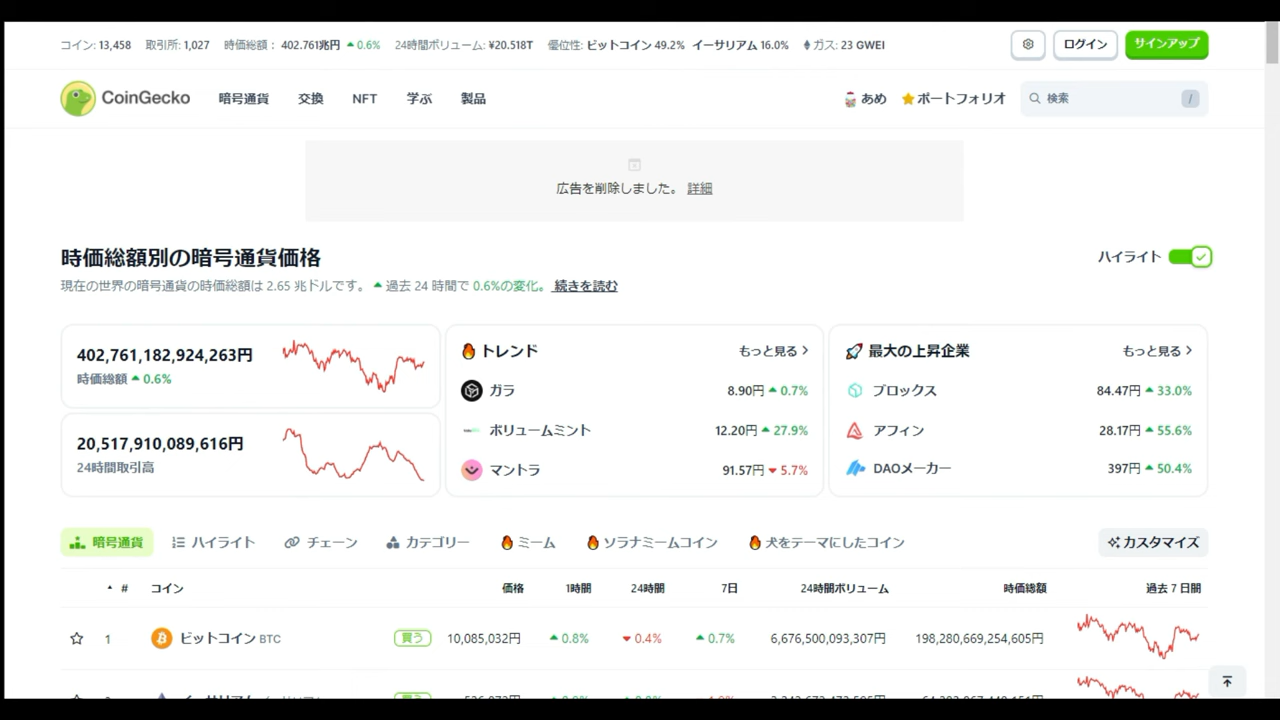 コイン: 13,458 取引所: 1,027 時価総額： 402.761兆円 0.6% 24時間ボリューム: ¥20.518T 優位性: ビットコイン 49.2% イーサリアム 16.0% ガス: 23 GWEI
ログイン サインアップ
CoinGecko 暗号通貨 交換 NFT 学ぶ 製品 あめ ポートフォリオ 検索 /
広告を削除しました。 詳細
時価総額別の暗号通貨価格 ハイライト
現在の世界の暗号通貨の時価総額は 2.65 兆ドルです。 過去 24 時間で 0.6%の変化。 続きを読む
402,761,182,924,263円
時価総額 0.6%
20,517,910,089,616円
24時間取引高
トレンド もっと見る
ガラ 8.90円 0.7%
ボリュームミント 12.20円 27.9%
マントラ 91.57円 5.7%
最大の上昇企業 もっと見る
ブロックス 84.47円 33.0%
アフィン 28.17円 55.6%
DAOメーカー 397円 50.4%
暗号通貨 ハイライト チェーン カテゴリー ミーム ソラナミームコイン 犬をテーマにしたコイン カスタマイズ
# コイン 価格 1時間 24時間 7日 24時間ボリューム 時価総額 過去 7 日間
1 ビットコイン BTC 買う 10,085,032円 0.8% 0.4% 0.7% 6,676,500,093,307円 198,280,669,254,605円